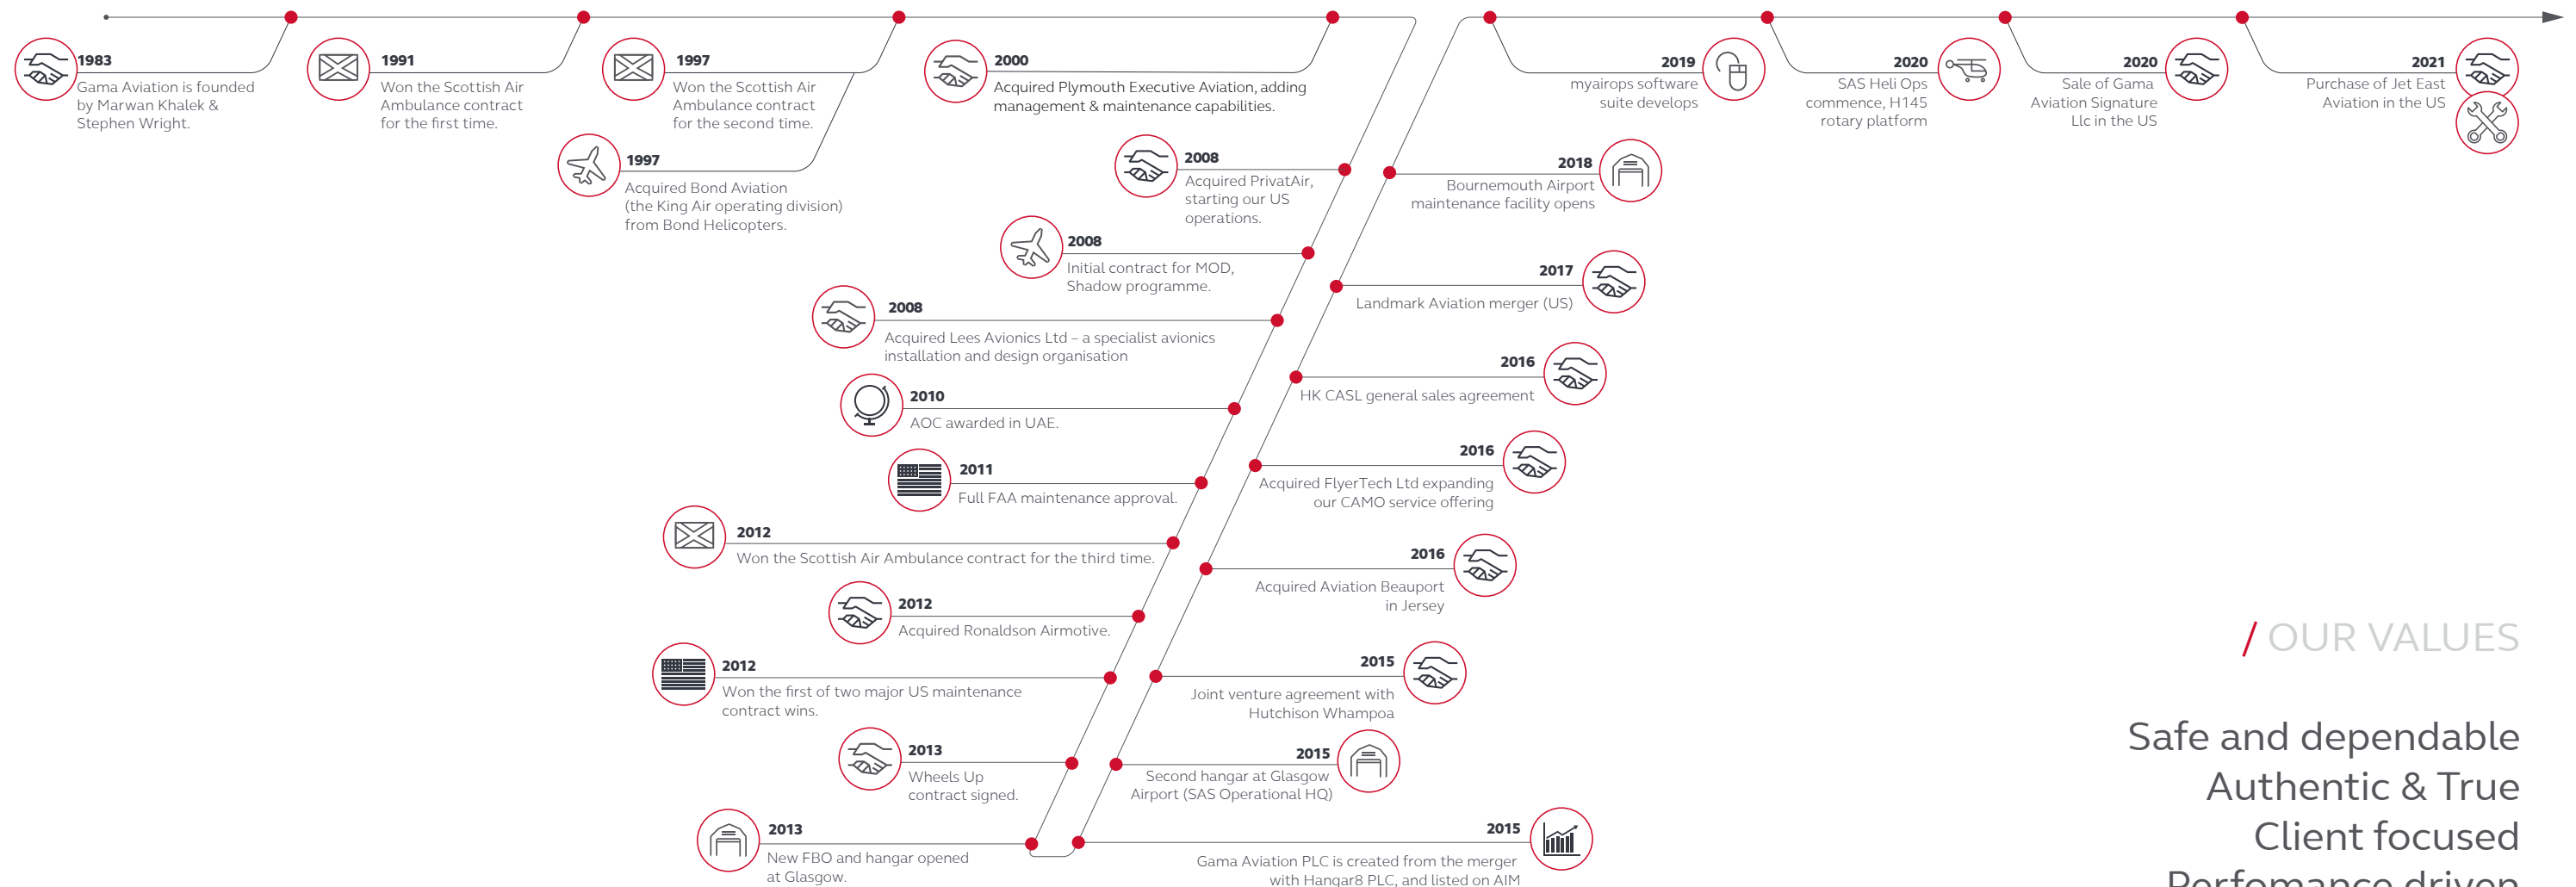 1983
Gama Aviation is founded
by Marwan Khalek &
Stephen Wright.
1991
Won the Scottish Air
Ambulance contract
for the first time.
1997
Won the Scottish Air
Ambulance contract
for the second time.
1997
Acquired Bond Aviation
(the King Air operating division)
from Bond Helicopters.
2000
Acquired Plymouth Executive Aviation, adding
management & maintenance capabilities.
2008
Acquired PrivatAir,
starting our US
operations.
2008
Initial contract for MOD,
Shadow programme.
2008
Acquired Lees Avionics Ltd – a specialist avionics
installation and design organisation
2010
AOC awarded in UAE.
2011
Full FAA maintenance approval.
2012
Won the Scottish Air Ambulance contract for the third time.
2012
Acquired Ronaldson Airmotive.
2012
Won the first of two major US maintenance
contract wins.
2013
Wheels Up
contract signed.
2013
New FBO and hangar opened
at Glasgow.
2015
Gama Aviation PLC is created from the merger
with Hangar8 PLC, and listed on AIM
2015
Second hangar at Glasgow
Airport (SAS Operational HQ)
2015
Joint venture agreement with
Hutchison Whampoa
2016
Acquired Aviation Beauport
in Jersey
2016
Acquired FlyerTech Ltd expanding
our CAMO service offering
2016
HK CASL general sales agreement
2017
Landmark Aviation merger (US)
2018
Bournemouth Airport
maintenance facility opens
2019
myairops software
suite develops
2020
SAS Heli Ops
commence, H145
rotary platform
2020
Sale of Gama
Aviation Signature
Llc in the US
2021
Purchase of Jet East
Aviation in the US
/ OUR VALUES
Safe and dependable
Authentic & True
Client focused
Perfomance driven